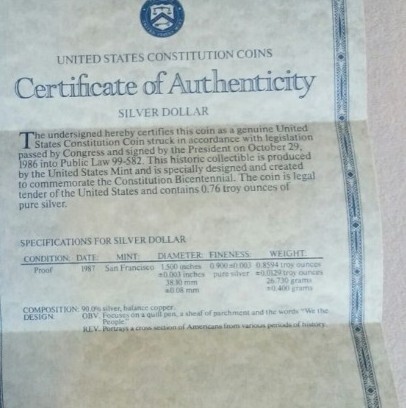 UNITED STATES CONSTITUTION COINS
Certificate of Authenticity
SILVER DOLLAR
The undersigned hereby certifies this coin as a genuine United
States Constitution Coin struck in accordance with legislation
passed by Congress and signed by the President on October 29,
1986 into Public Law 99-582. This historic collectible is produced
by the United States Mint and is specially designed and created
to commemorate the Constitution Bicentennial. The coin is legal
tender of the United States and contains 0.76 troy ounces of
pure silver.
SPECIFICATIONS FOR SILVER DOLLAR
CONDITION: DATE: MINT: DIAMETER: FINENESS: WEIGHT:
Proof 1987 San Francisco 1.500 inches 0.900±0.003 0.8594 troy ounces
±0.003 inches pure silver ±0.0129 troy ounces
38.10 mm 26.730 grams
±0.08 mm ±0.400 grams
COMPOSITION: 90.0% silver, balance copper.
DESIGN: OBV. Focuses on a quill pen, a sheaf of parchment and the words "We the
People"
REV. Portrays a cross section of Americans from various periods of history.